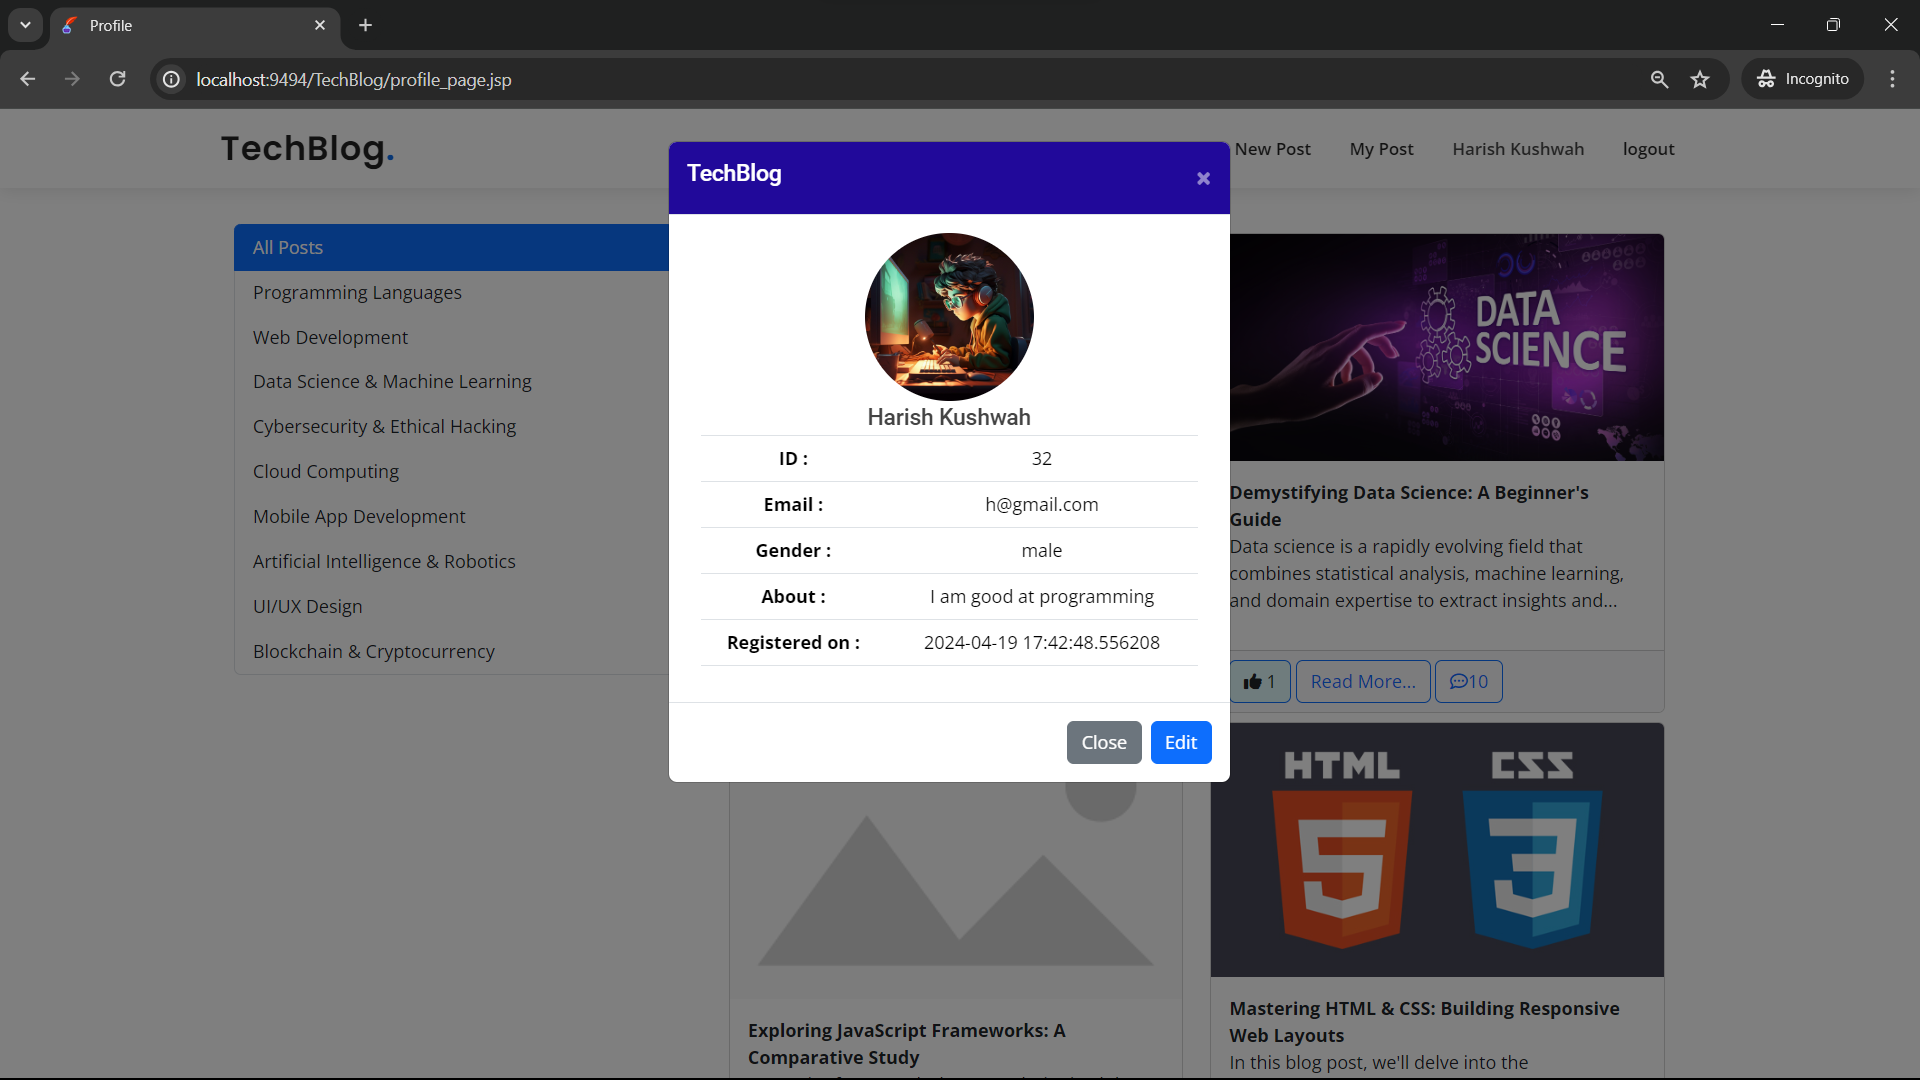 Profile
localhost:9494/TechBlog/profile_page.jsp
Incognito
TechBlog.
New Post
My Post
Harish Kushwah
logout
TechBlog
×
Harish Kushwah
ID : 32
Email : h@gmail.com
Gender : male
About : I am good at programming
Registered on : 2024-04-19 17:42:48.556208
Close
Edit
All Posts
Programming Languages
Web Development
Data Science & Machine Learning
Cybersecurity & Ethical Hacking
Cloud Computing
Mobile App Development
Artificial Intelligence & Robotics
UI/UX Design
Blockchain & Cryptocurrency
DATA
SCIENCE
Demystifying Data Science: A Beginner's
Guide
Data science is a rapidly evolving field that
combines statistical analysis, machine learning,
and domain expertise to extract insights and...
1
Read More...
10
Exploring JavaScript Frameworks: A
Comparative Study
HTML
CSS
5
3
Mastering HTML & CSS: Building Responsive
Web Layouts
In this blog post, we'll delve into the